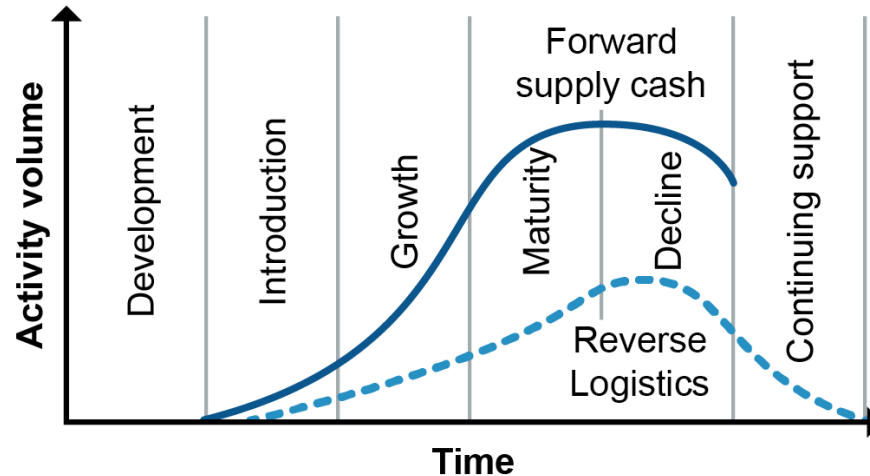 Activity volume
Development
Introduction
Growth
Maturity
Decline
Continuing support
Forward
supply cash
Reverse
Logistics
Time